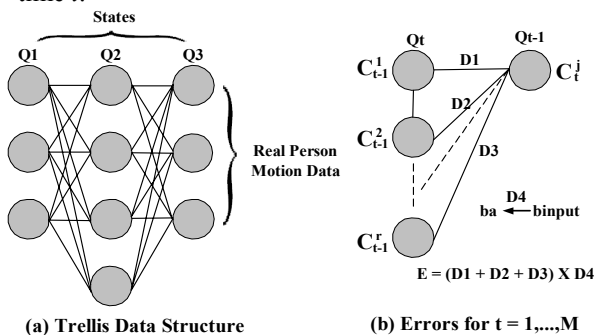 States
Q1 Q2 Q3
Real Person
Motion Data
(a) Trellis Data Structure
Qt Qt-1
C¹t-1 D1 Cʲt
C²t-1 D2
D3
Cʳt-1
D4
ba binput
E = (D1 + D2 + D3) X D4
(b) Errors for t = 1,...,M